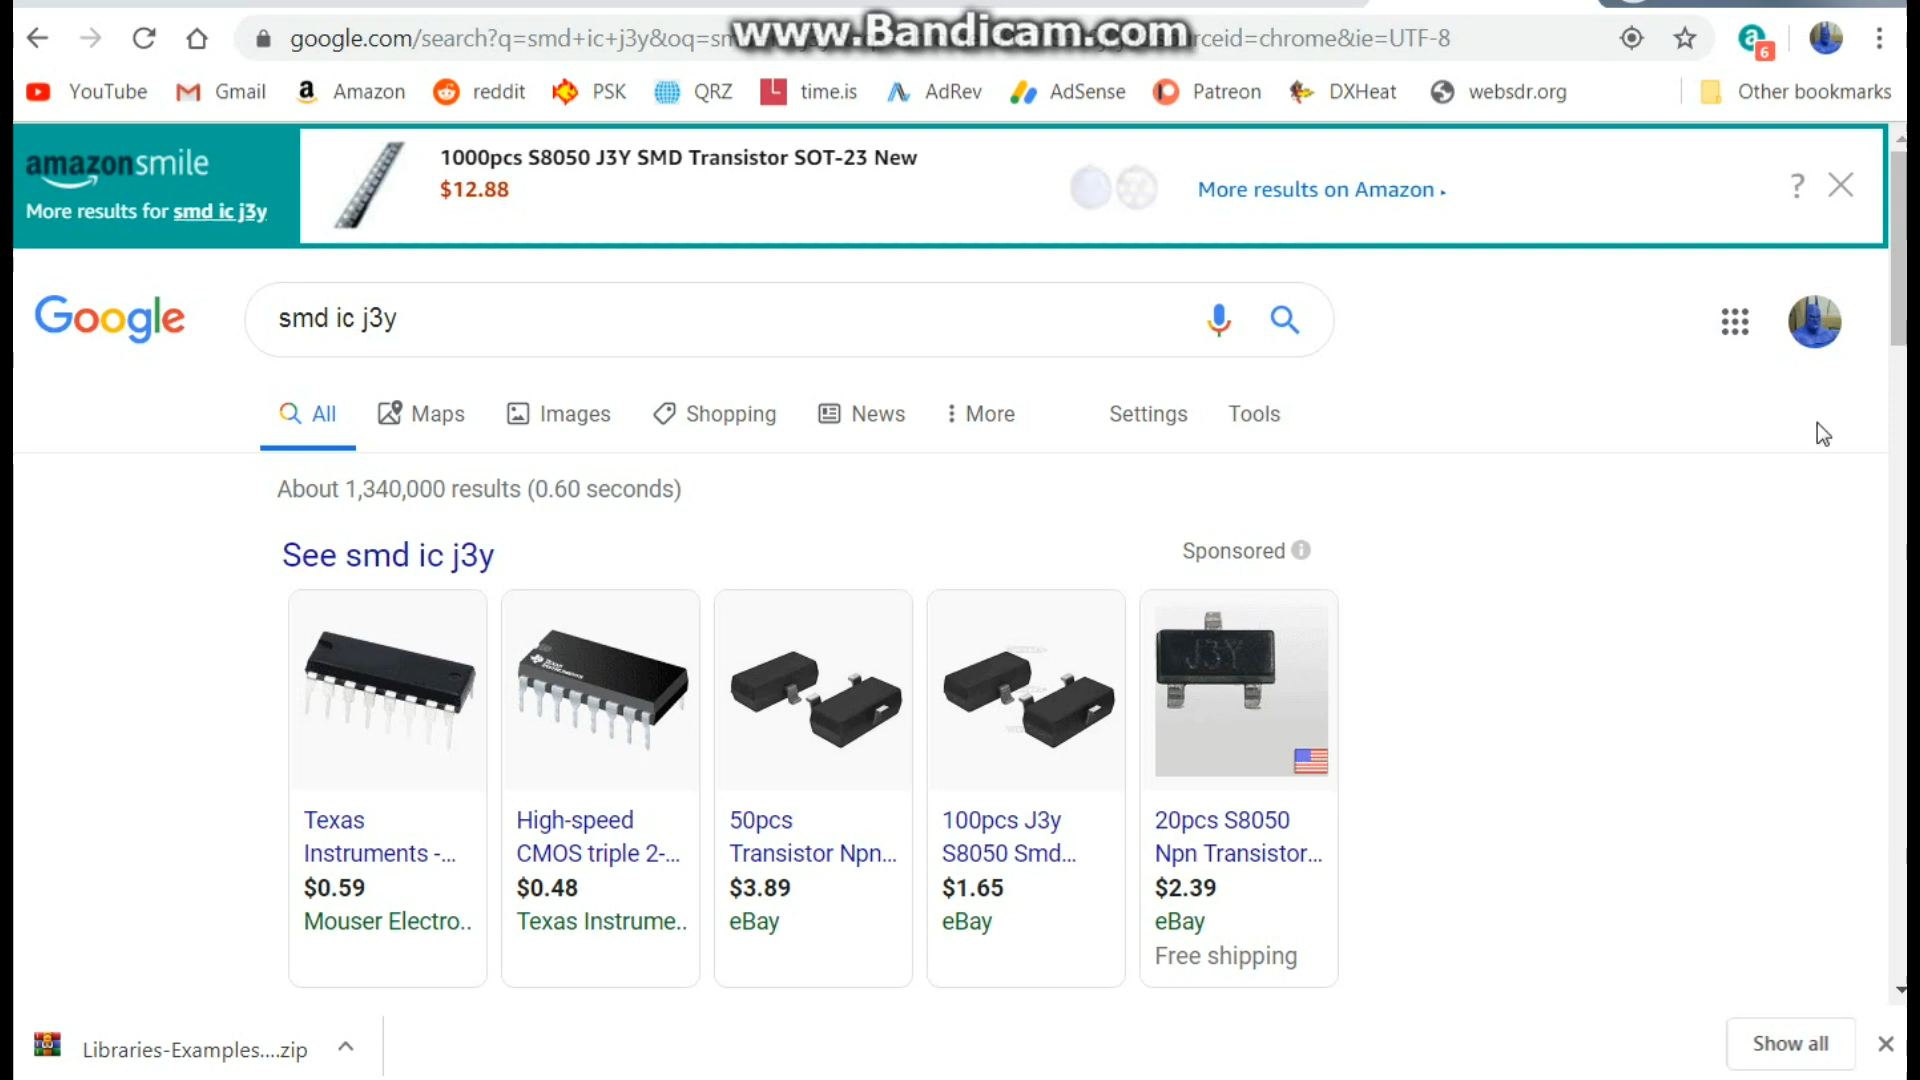 www.Bandicam.com
google.com/search?q=smd+ic+j3y&oq=sm rceid=chrome&ie=UTF-8
6
YouTube Gmail Amazon reddit PSK QRZ time.is AdRev AdSense Patreon DXHeat websdr.org Other bookmarks
amazonsmile
More results for smd ic j3y
1000pcs S8050 J3Y SMD Transistor SOT-23 New
$12.88
More results on Amazon
?
Google
smd ic j3y
All Maps Images Shopping News More Settings Tools
About 1,340,000 results (0.60 seconds)
See smd ic j3y
Sponsored
J3Y
Texas
Instruments -...
$0.59
Mouser Electro..
High-speed
CMOS triple 2-...
$0.48
Texas Instrume..
50pcs
Transistor Npn...
$3.89
eBay
100pcs J3y
S8050 Smd...
$1.65
eBay
20pcs S8050
Npn Transistor...
$2.39
eBay
Free shipping
Libraries-Examples....zip
Show all